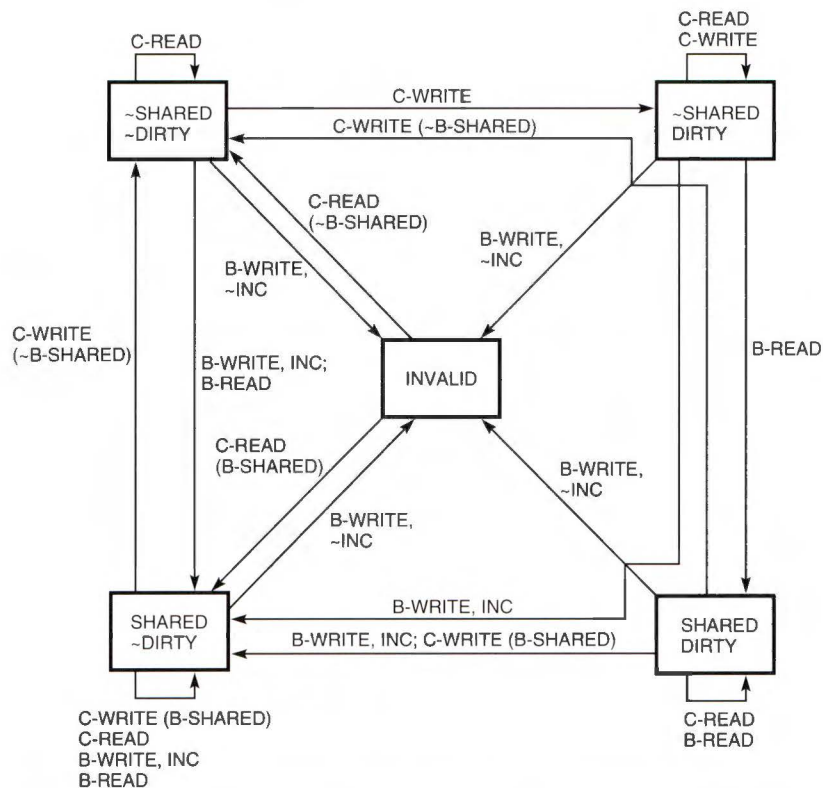 C-READ
C-READ
C-WRITE
~SHARED
~DIRTY
C-WRITE
C-WRITE (~B-SHARED)
~SHARED
DIRTY
C-READ
(~B-SHARED)
B-WRITE,
~INC
B-WRITE,
~INC
C-WRITE
(~B-SHARED)
B-WRITE, INC;
B-READ
INVALID
B-READ
C-READ
(B-SHARED)
B-WRITE,
~INC
B-WRITE,
~INC
SHARED
~DIRTY
B-WRITE, INC
B-WRITE, INC; C-WRITE (B-SHARED)
SHARED
DIRTY
C-WRITE (B-SHARED)
C-READ
B-WRITE, INC
B-READ
C-READ
B-READ